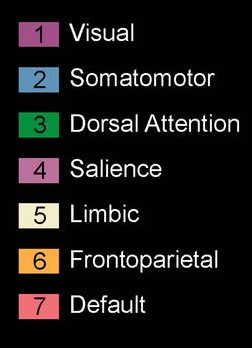 1 Visual
2 Somatomotor
3 Dorsal Attention
4 Salience
5 Limbic
6 Frontoparietal
7 Default